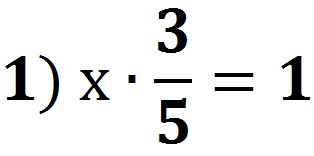 1) x · 3/5 = 1